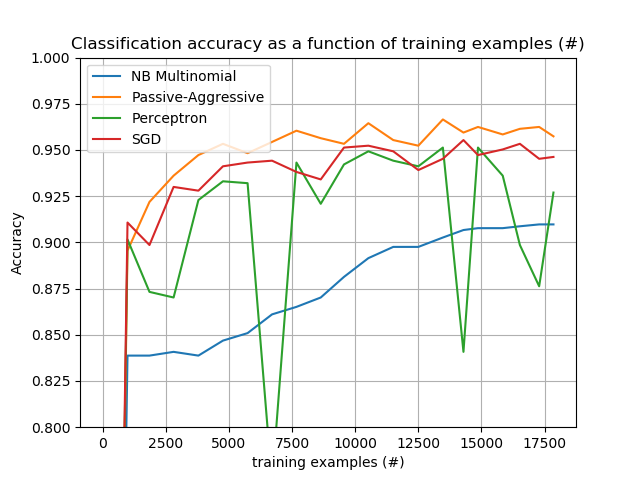 Classification accuracy as a function of training examples (#)
NB Multinomial
Passive-Aggressive
Perceptron
SGD
Accuracy
1.000
0.975
0.950
0.925
0.900
0.875
0.850
0.825
0.800
0 2500 5000 7500 10000 12500 15000 17500
training examples (#)